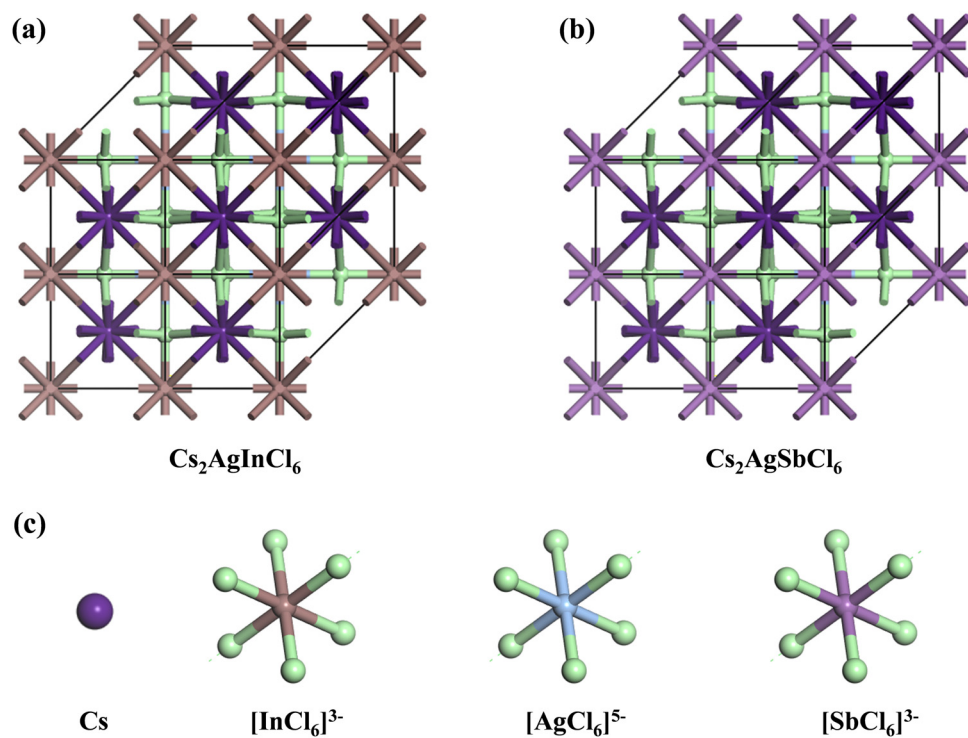 (a)
(b)
Cs₂AgInCl₆
Cs₂AgSbCl₆
(c)
Cs
[InCl₆]³⁻
[AgCl₆]⁵⁻
[SbCl₆]³⁻